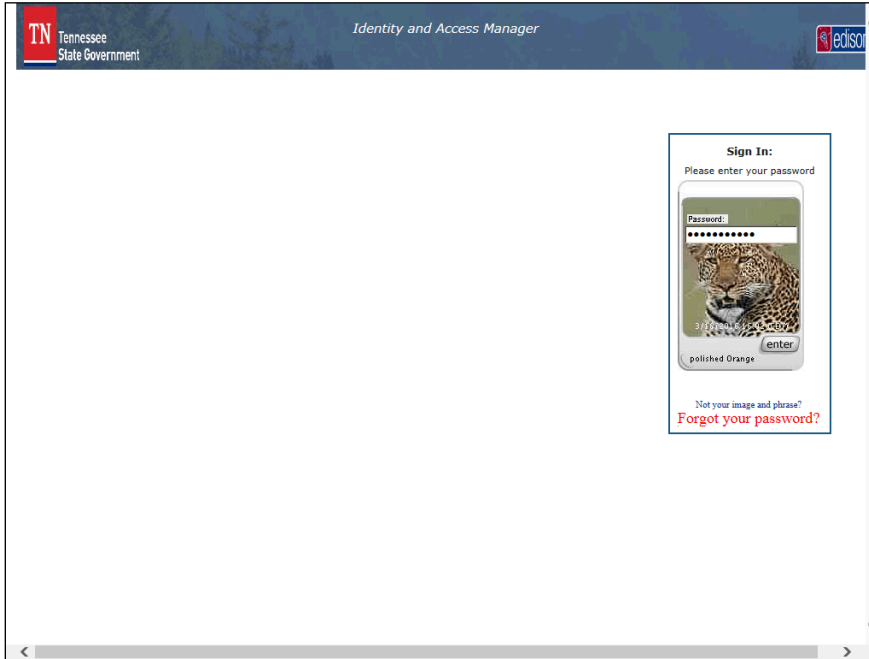 TN Tennessee
State Government
Identity and Access Manager
edison
Sign In:
Please enter your password
Password:
•••••••••••
enter
polished Orange
Not your image and phrase?
Forgot your password?